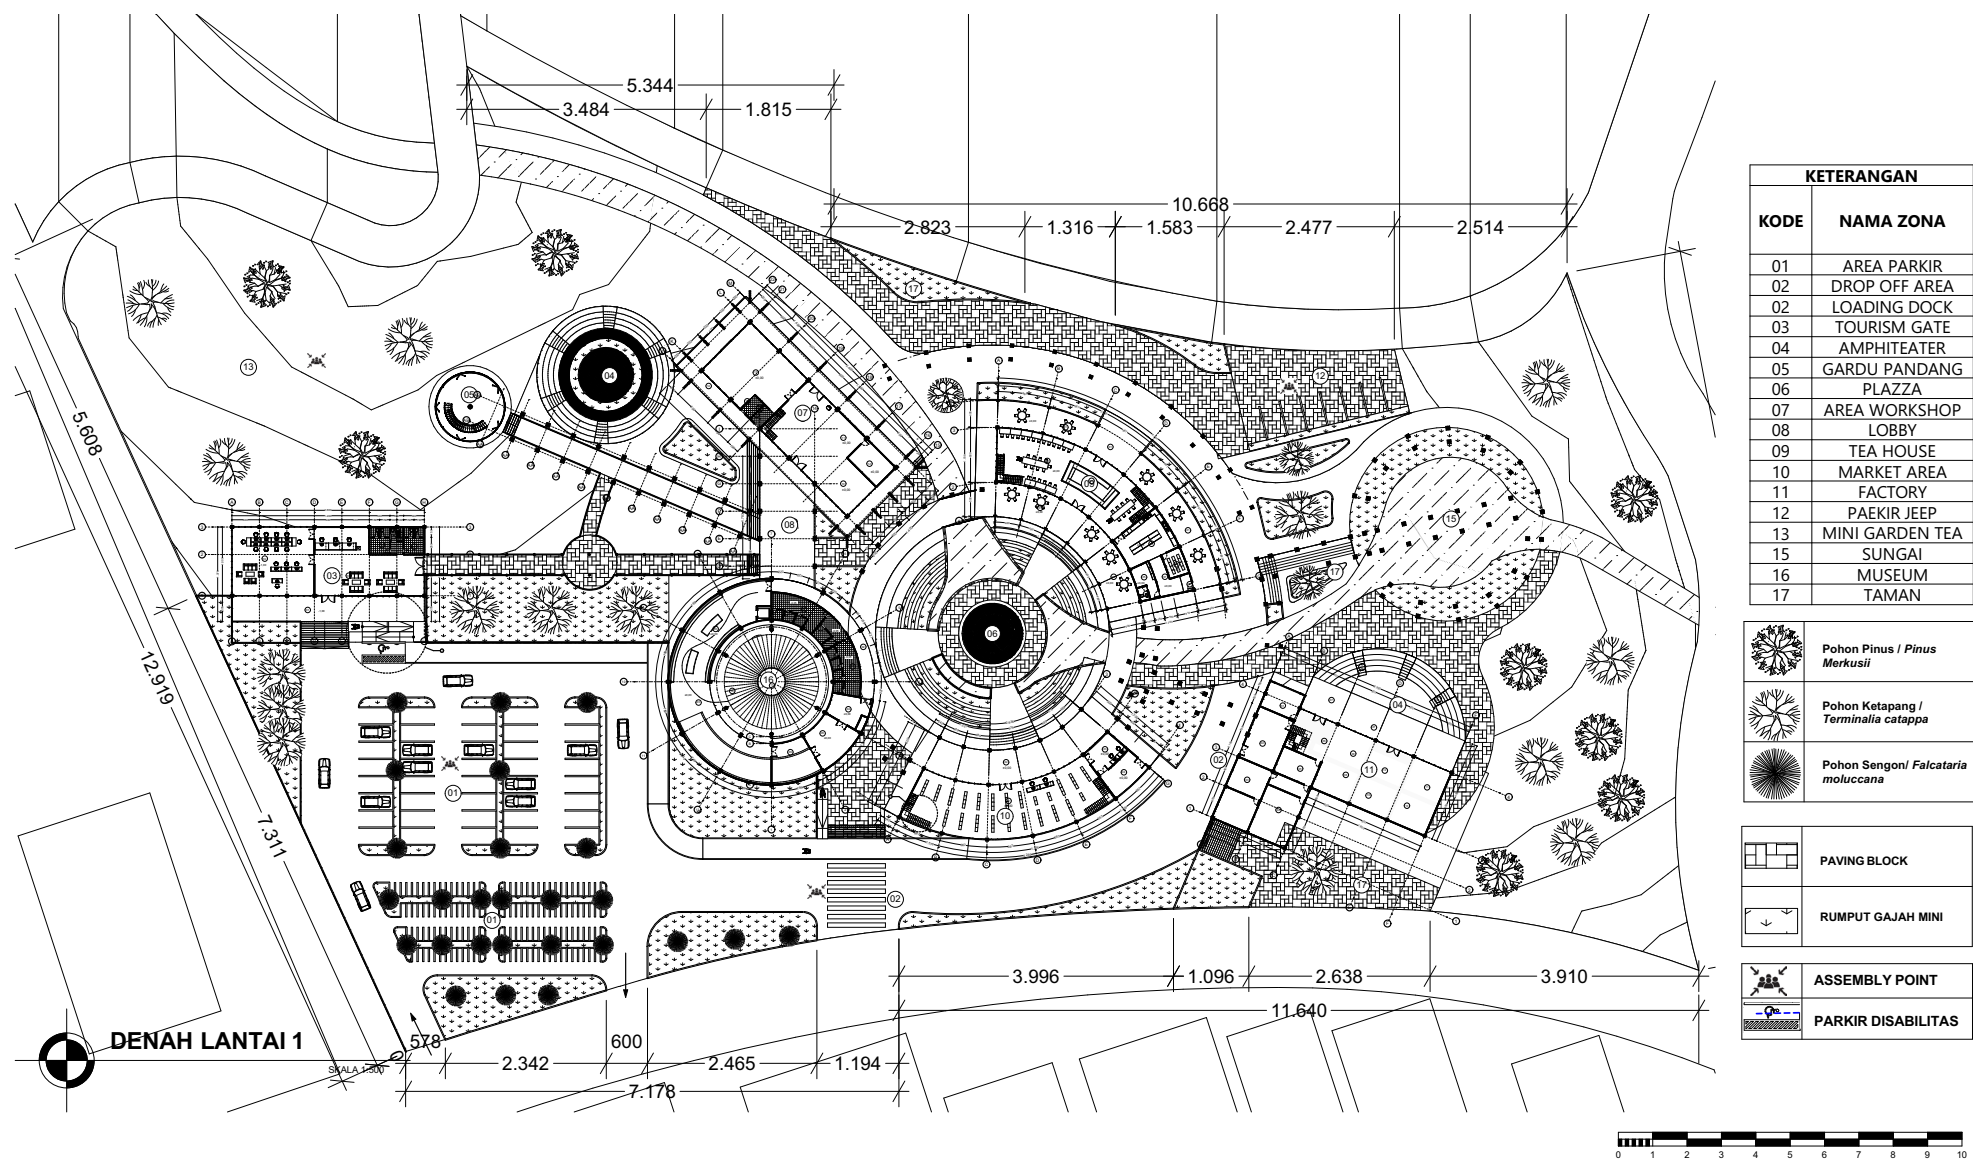 5.344
3.484
1.815
10.668
2.823
1.316
1.583
2.477
2.514
17
13
04
05
07
12
5.608
09
08
15
03
17
06
12.919
16
04
02
11
7.311
01
10
17
02
01
3.996
1.096
2.638
3.910
11.640
DENAH LANTAI 1
SKALA 1:500
578
2.342
600
2.465
1.194
7.178
KETERANGAN
KODE NAMA ZONA
01 AREA PARKIR
02 DROP OFF AREA
02 LOADING DOCK
03 TOURISM GATE
04 AMPHITEATER
05 GARDU PANDANG
06 PLAZZA
07 AREA WORKSHOP
08 LOBBY
09 TEA HOUSE
10 MARKET AREA
11 FACTORY
12 PAEKIR JEEP
13 MINI GARDEN TEA
15 SUNGAI
16 MUSEUM
17 TAMAN
Pohon Pinus / Pinus
Merkusii
Pohon Ketapang /
Terminalia catappa
Pohon Sengon/ Falcataria
moluccana
PAVING BLOCK
RUMPUT GAJAH MINI
ASSEMBLY POINT
PARKIR DISABILITAS
0 1 2 3 4 5 6 7 8 9 10